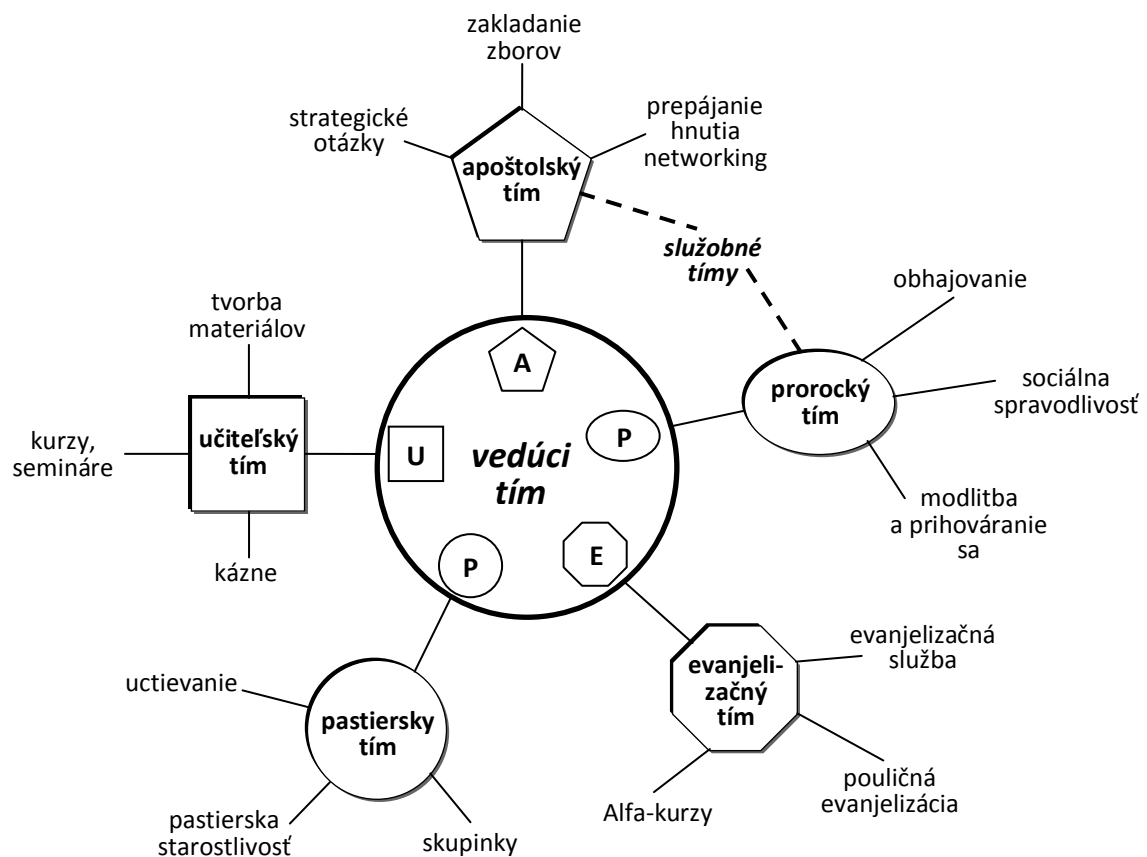 zakladanie
zborov
strategické
otázky
prepájanie
hnutia
networking
apoštolský
tím
služobné
tímy
obhajovanie
sociálna
spravodlivosť
modlitba
a prihováranie
sa
prorocký
tím
tvorba
materiálov
kurzy,
semináre
učiteľský
tím
kázne
A
P
U
vedúci
tím
P
E
evanjeli-
začný
tím
evanjelizačná
služba
pouličná
evanjelizácia
Alfa-kurzy
uctievanie
pastiersky
tím
pastierska
starostlivosť
skupinky